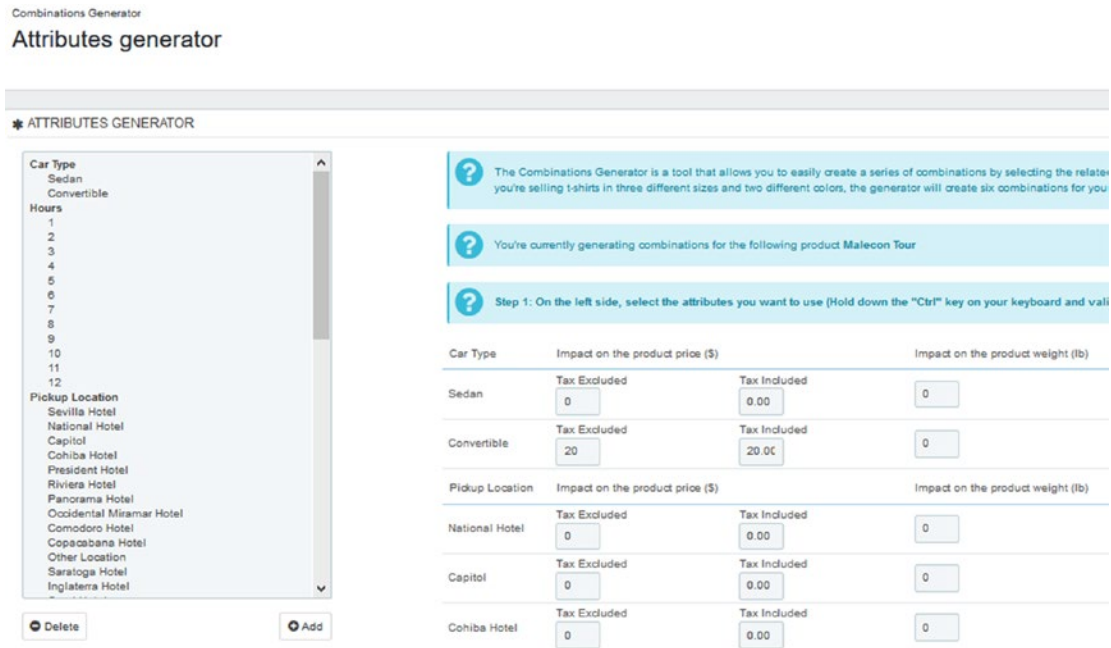 Combinations Generator
Attributes generator
ATTRIBUTES GENERATOR
Car Type
Sedan
Convertible
Hours
1
2
3
4
5
6
7
8
9
10
11
12
Pickup Location
Sevilla Hotel
National Hotel
Capitol
Cohiba Hotel
President Hotel
Riviera Hotel
Panorama Hotel
Occidental Miramar Hotel
Comodoro Hotel
Copacabana Hotel
Other Location
Saratoga Hotel
Inglaterra Hotel
Delete
Add
The Combinations Generator is a tool that allows you to easily create a series of combinations by selecting the related
you're selling t-shirts in three different sizes and two different colors, the generator will create six combinations for you
You're currently generating combinations for the following product Malecon Tour
Step 1: On the left side, select the attributes you want to use (Hold down the "Ctrl" key on your keyboard and vali
Car Type Impact on the product price ($) Impact on the product weight (lb)
Tax Excluded Tax Included
Sedan 0 0.00 0
Tax Excluded Tax Included
Convertible 20 20.00 0
Pickup Location Impact on the product price ($) Impact on the product weight (lb)
Tax Excluded Tax Included
National Hotel 0 0.00 0
Tax Excluded Tax Included
Capitol 0 0.00 0
Tax Excluded Tax Included
Cohiba Hotel 0 0.00 0